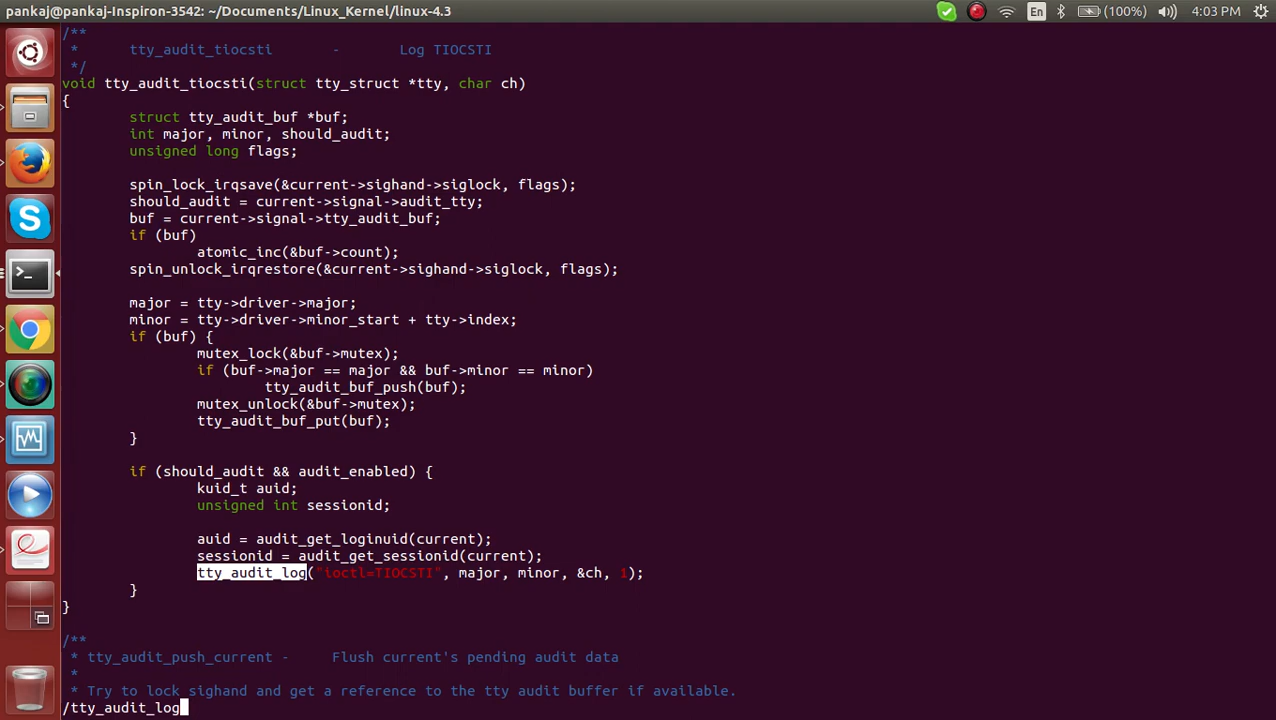 pankaj@pankaj-Inspiron-3542: ~/Documents/Linux_Kernel/linux-4.3
En
(100%)
4:03 PM
/**
 *      tty_audit_tiocsti       -       Log TIOCSTI
 */
void tty_audit_tiocsti(struct tty_struct *tty, char ch)
{
        struct tty_audit_buf *buf;
        int major, minor, should_audit;
        unsigned long flags;

        spin_lock_irqsave(&current->sighand->siglock, flags);
        should_audit = current->signal->audit_tty;
        buf = current->signal->tty_audit_buf;
        if (buf)
                atomic_inc(&buf->count);
        spin_unlock_irqrestore(&current->sighand->siglock, flags);

        major = tty->driver->major;
        minor = tty->driver->minor_start + tty->index;
        if (buf) {
                mutex_lock(&buf->mutex);
                if (buf->major == major && buf->minor == minor)
                        tty_audit_buf_push(buf);
                mutex_unlock(&buf->mutex);
                tty_audit_buf_put(buf);
        }

        if (should_audit && audit_enabled) {
                kuid_t auid;
                unsigned int sessionid;

                auid = audit_get_loginuid(current);
                sessionid = audit_get_sessionid(current);
                tty_audit_log("ioctl=TIOCSTI", major, minor, &ch, 1);
        }
}

/**
 * tty_audit_push_current -     Flush current's pending audit data
 *
 * Try to lock sighand and get a reference to the tty audit buffer if available.
/tty_audit_log